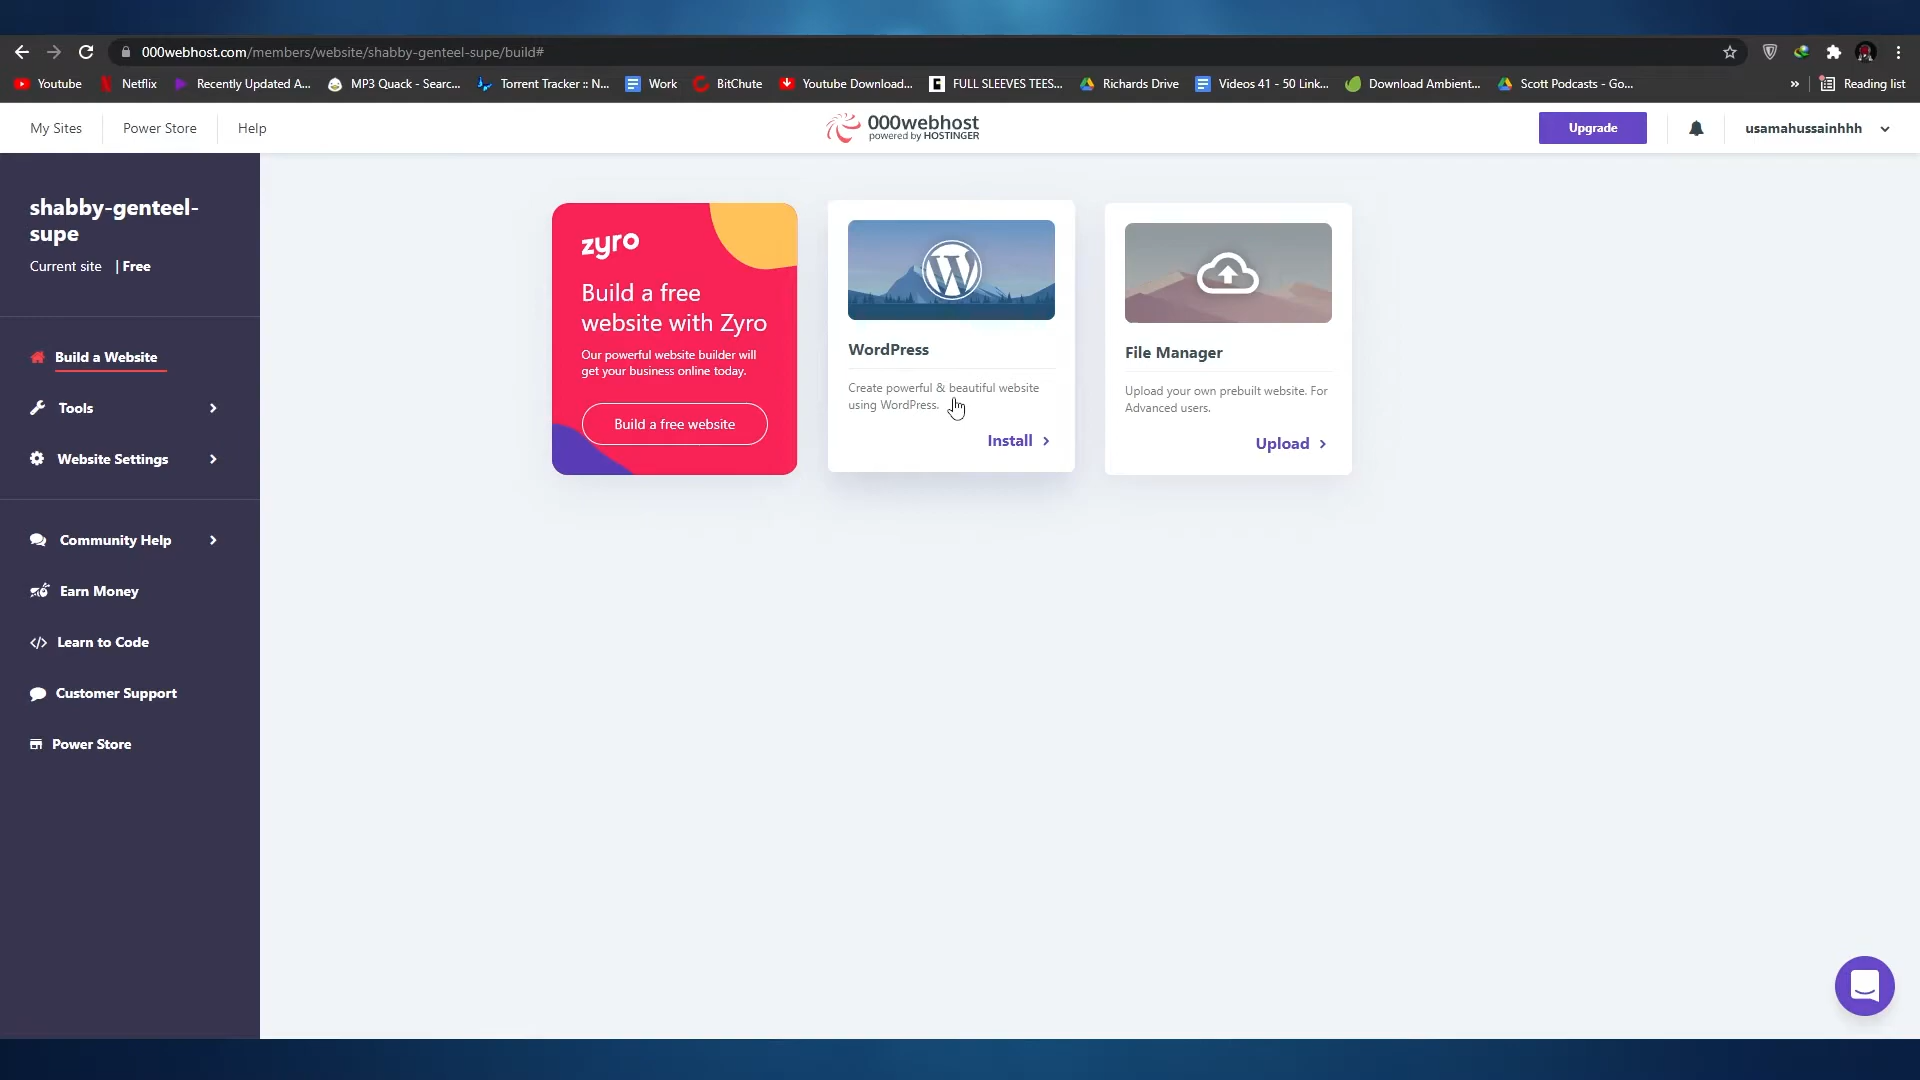 000webhost.com/members/website/shabby-genteel-supe/build#
Youtube Netflix Recently Updated A... MP3 Quack - Searc... Torrent Tracker :: N... Work BitChute Youtube Download... FULL SLEEVES TEES... Richards Drive Videos 41 - 50 Link... Download Ambient... Scott Podcasts - Go... » Reading list
My Sites Power Store Help 000webhost Upgrade usamahussainhhh
powered by HOSTINGER
shabby-genteel-
supe
Current site | Free
Build a Website
Tools
Website Settings
Community Help
Earn Money
Learn to Code
Customer Support
Power Store
zyro
Build a free
website with Zyro
Our powerful website builder will
get your business online today.
Build a free website
WordPress
Create powerful & beautiful website
using WordPress.
Install
File Manager
Upload your own prebuilt website. For
Advanced users.
Upload